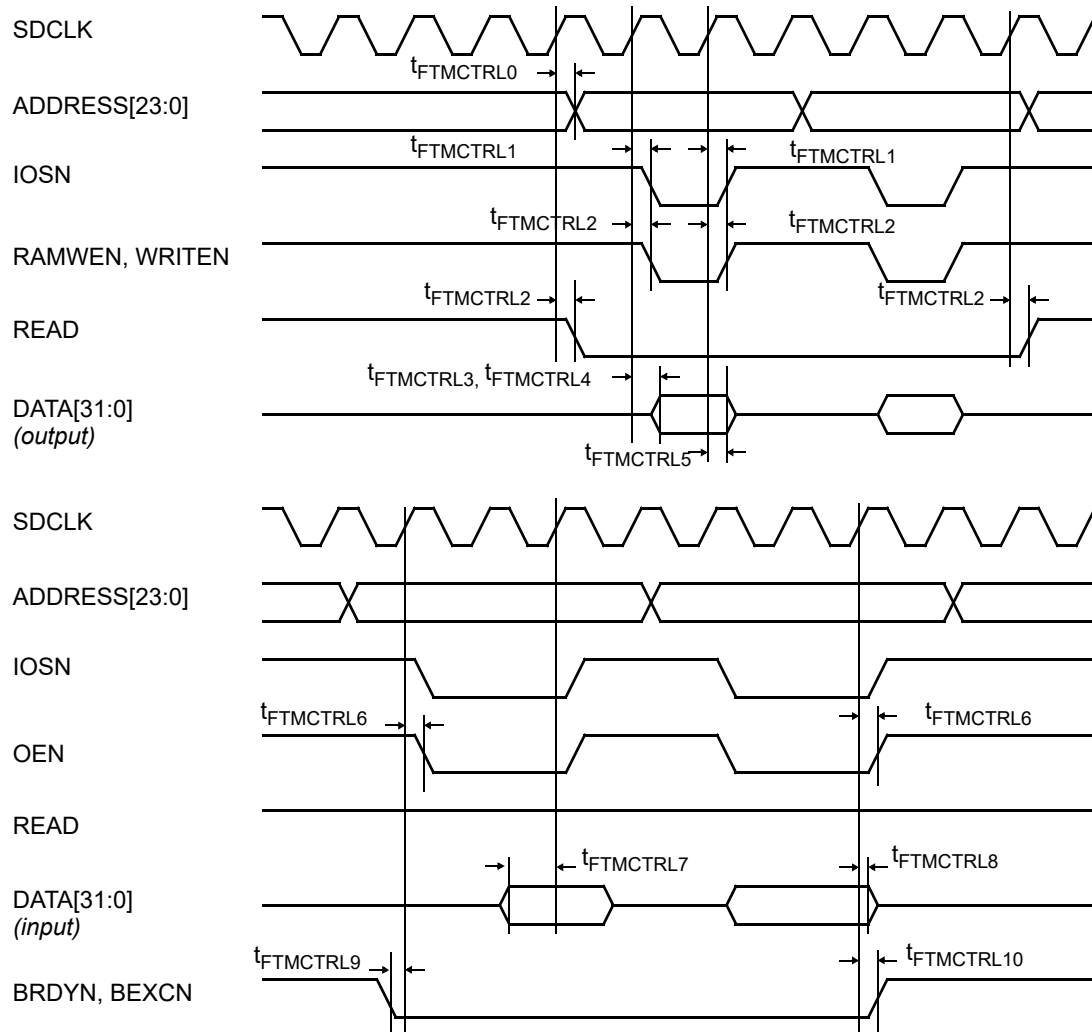 SDCLK
tFTMCTRL0
ADDRESS[23:0]
tFTMCTRL1 tFTMCTRL1
IOSN
tFTMCTRL2 tFTMCTRL2
RAMWEN, WRITEN
tFTMCTRL2 tFTMCTRL2
READ
tFTMCTRL3, tFTMCTRL4
DATA[31:0]
(output)
tFTMCTRL5
SDCLK
ADDRESS[23:0]
IOSN
tFTMCTRL6 tFTMCTRL6
OEN
READ
tFTMCTRL7 tFTMCTRL8
DATA[31:0]
(input)
tFTMCTRL9 tFTMCTRL10
BRDYN, BEXCN